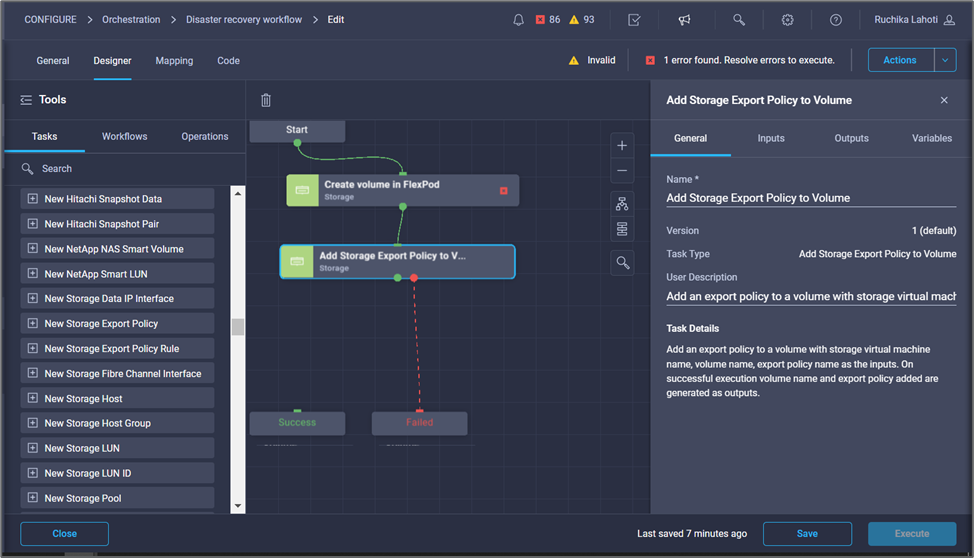 CONFIGURE > Orchestration > Disaster recovery workflow > Edit
86
93
Ruchika Lahoti
General
Designer
Mapping
Code
Invalid
1 error found. Resolve errors to execute.
Actions
Tools
Tasks
Workflows
Operations
Search
New Hitachi Snapshot Data
New Hitachi Snapshot Pair
New NetApp NAS Smart Volume
New NetApp Smart LUN
New Storage Data IP Interface
New Storage Export Policy
New Storage Export Policy Rule
New Storage Fibre Channel Interface
New Storage Host
New Storage Host Group
New Storage LUN
New Storage LUN ID
New Storage Pool
Start
Create volume in FlexPod
Storage
Add Storage Export Policy to V...
Storage
Success
Failed
Add Storage Export Policy to Volume
General
Inputs
Outputs
Variables
Name *
Add Storage Export Policy to Volume
Version
1 (default)
Task Type
Add Storage Export Policy to Volume
User Description
Add an export policy to a volume with storage virtual mach
Task Details
Add an export policy to a volume with storage virtual machine
name, volume name, export policy name as the inputs. On
successful execution volume name and export policy added are
generated as outputs.
Close
Last saved 7 minutes ago
Save
Execute